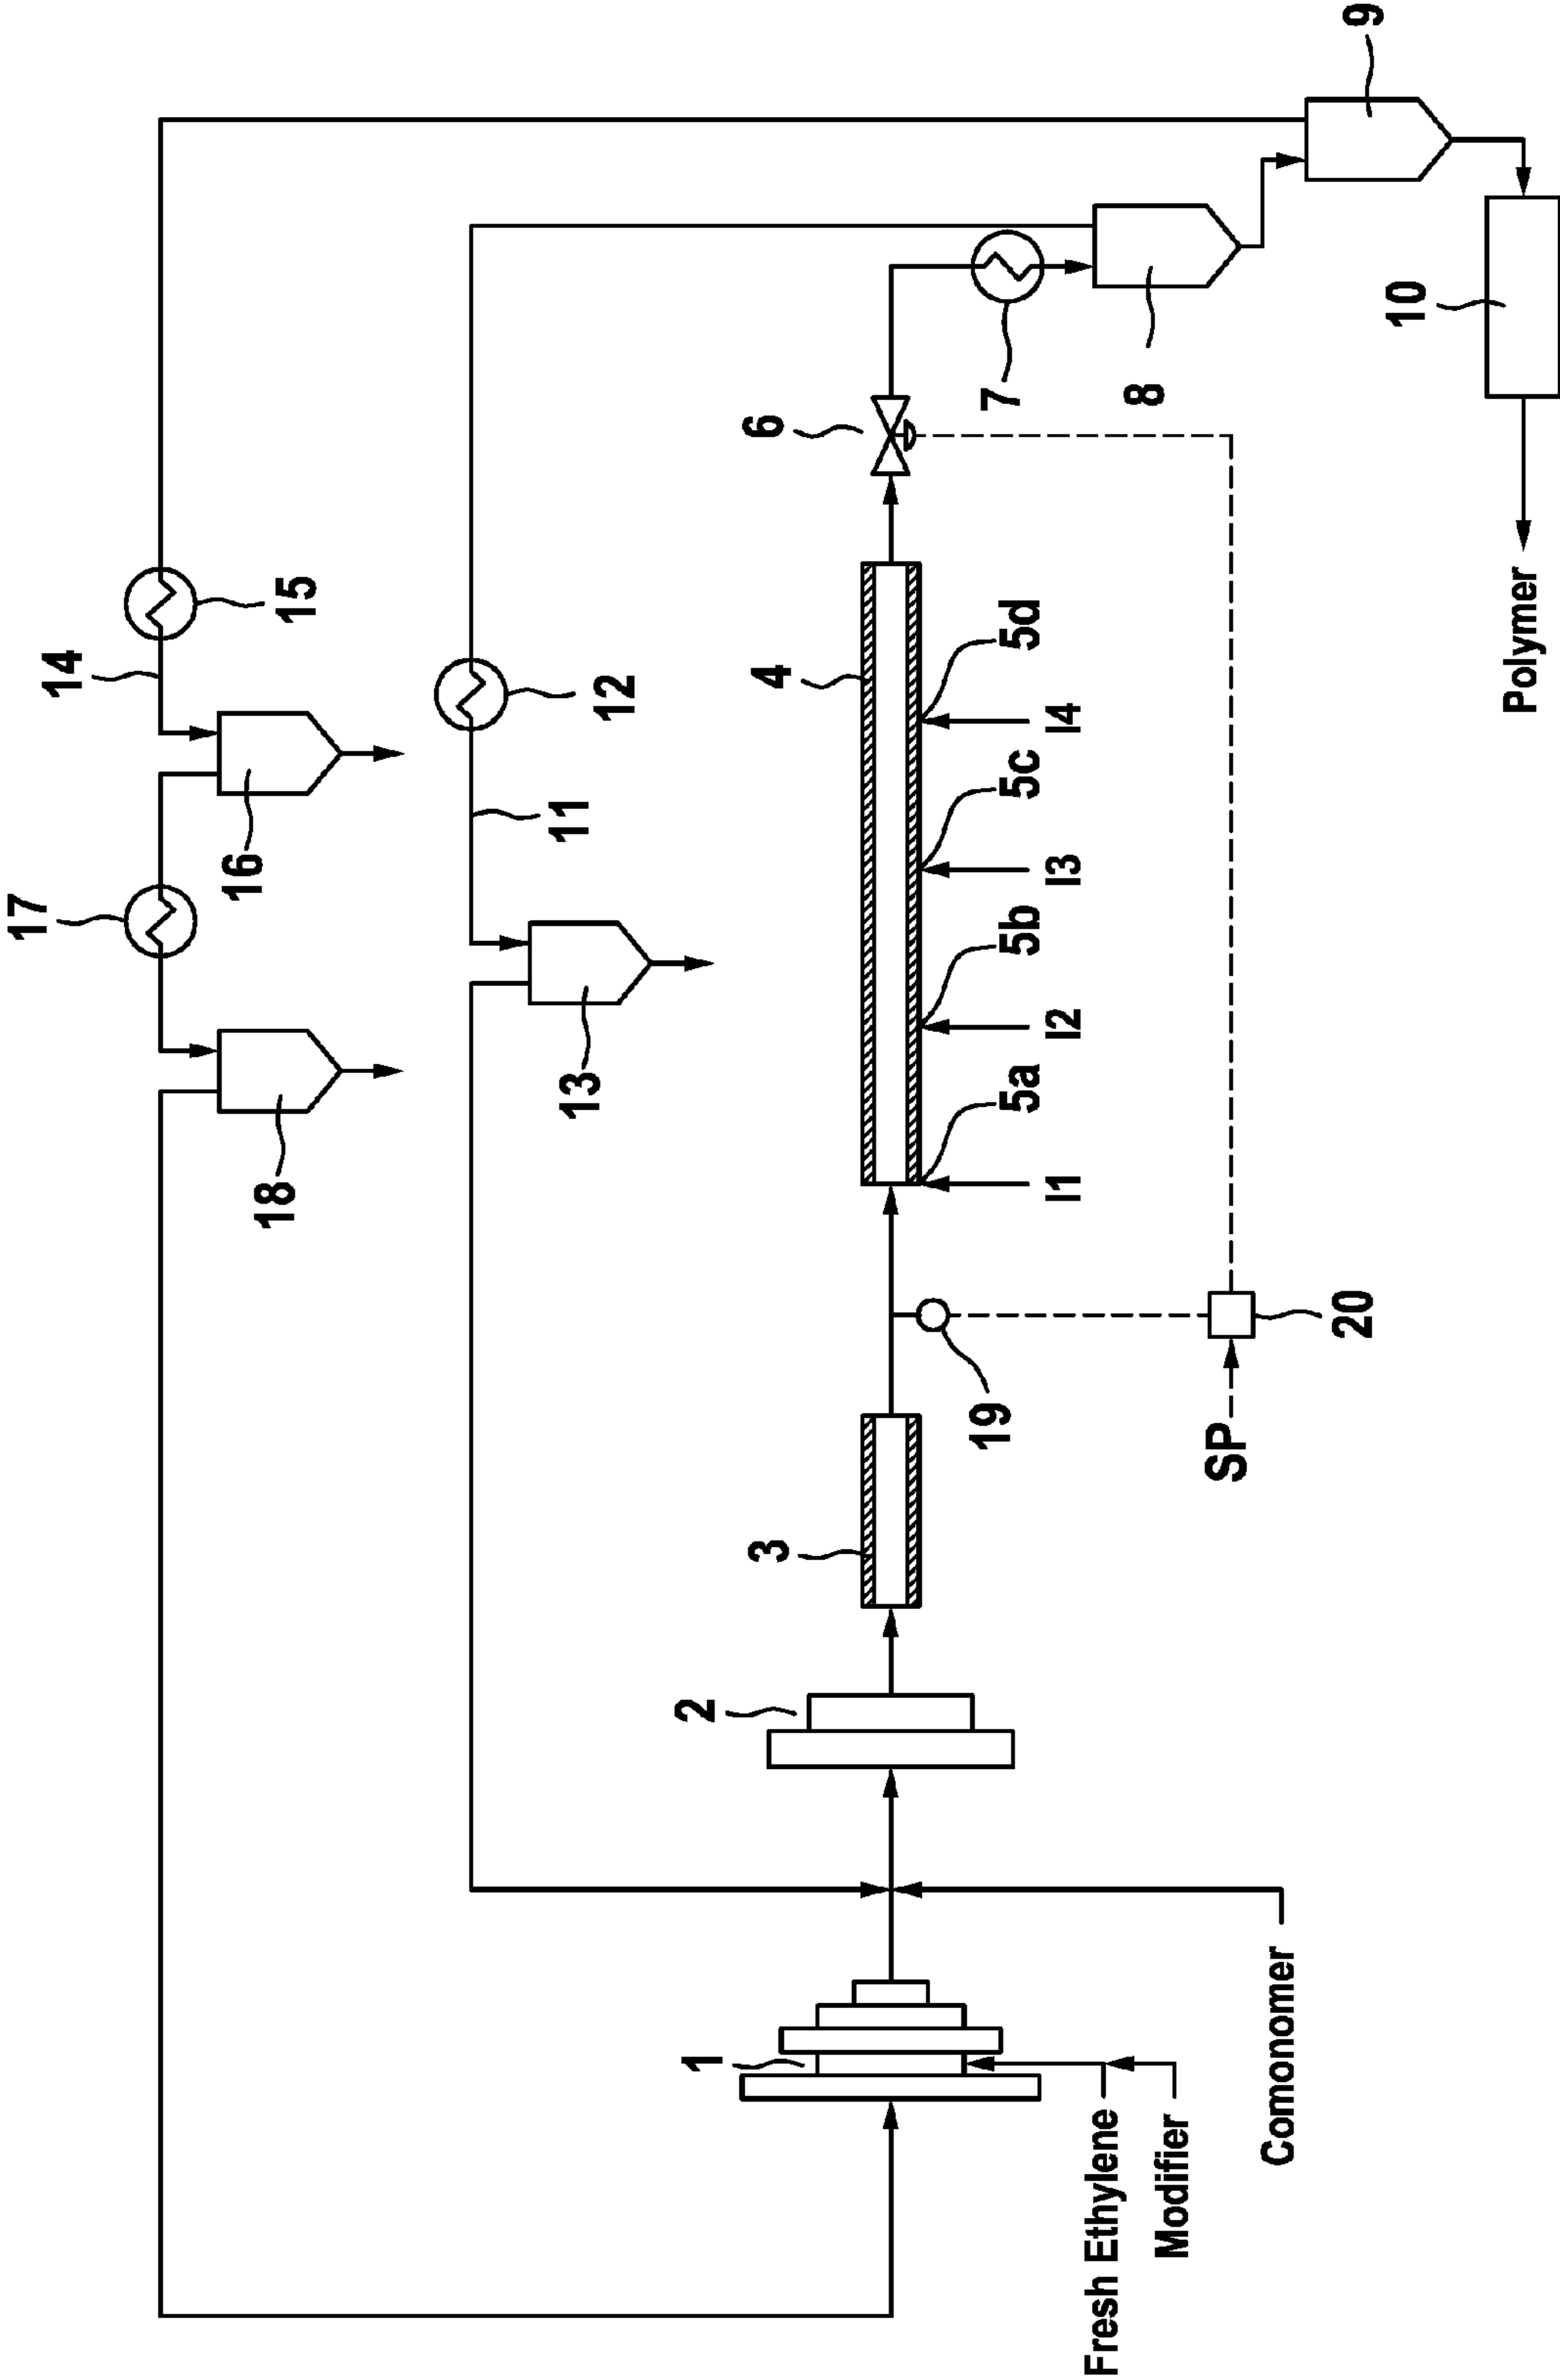 17
14
15
16
18
11
12
13
9
6
7
8
10
4
5a
5b
5c
5d
I1
I2
I3
I4
3
19
2
1
SP
20
Polymer
Fresh Ethylene
Modifier
Comonomer